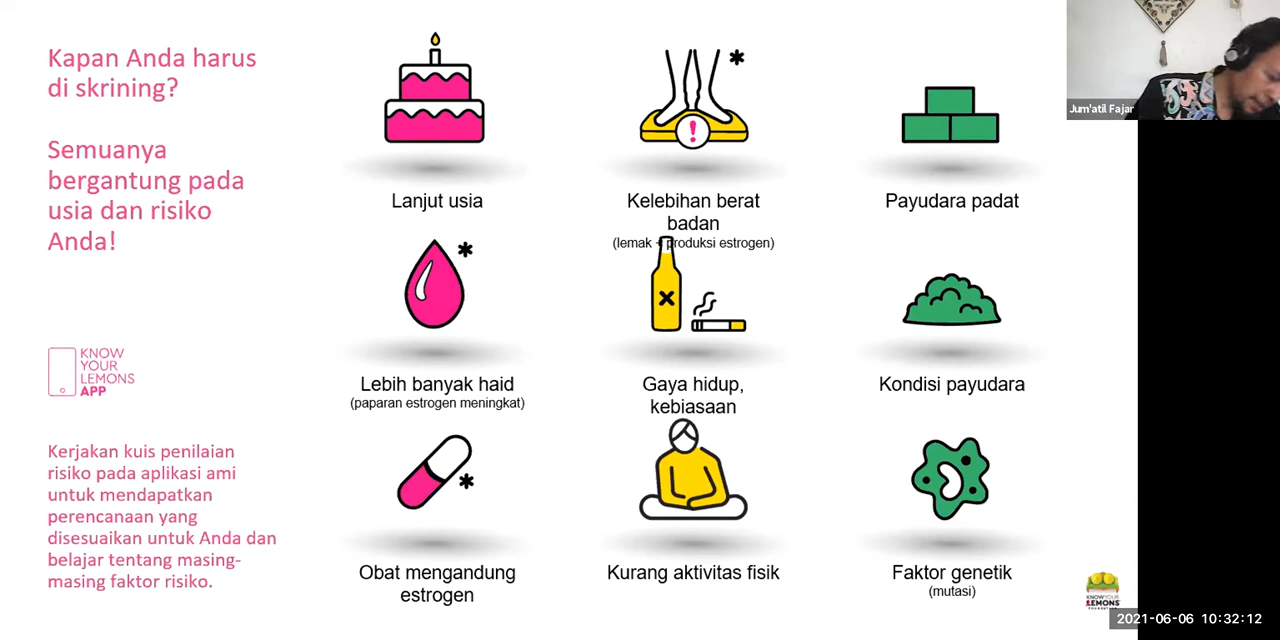 Kapan Anda harus
di skrining?
Semuanya
bergantung pada
usia dan risiko
Anda!
KNOW
YOUR
LEMONS
APP
Kerjakan kuis penilaian
risiko pada aplikasi ami
untuk mendapatkan
perencanaan yang
disesuaikan untuk Anda dan
belajar tentang masing-
masing faktor risiko.
Lanjut usia
Kelebihan berat
badan
(lemak + produksi estrogen)
Payudara padat
Lebih banyak haid
(paparan estrogen meningkat)
Gaya hidup,
kebiasaan
Kondisi payudara
Obat mengandung
estrogen
Kurang aktivitas fisik
Faktor genetik
(mutasi)
Jum'atil Fajar
KNOW YOUR
LEMONS
2021-06-06 10:32:12